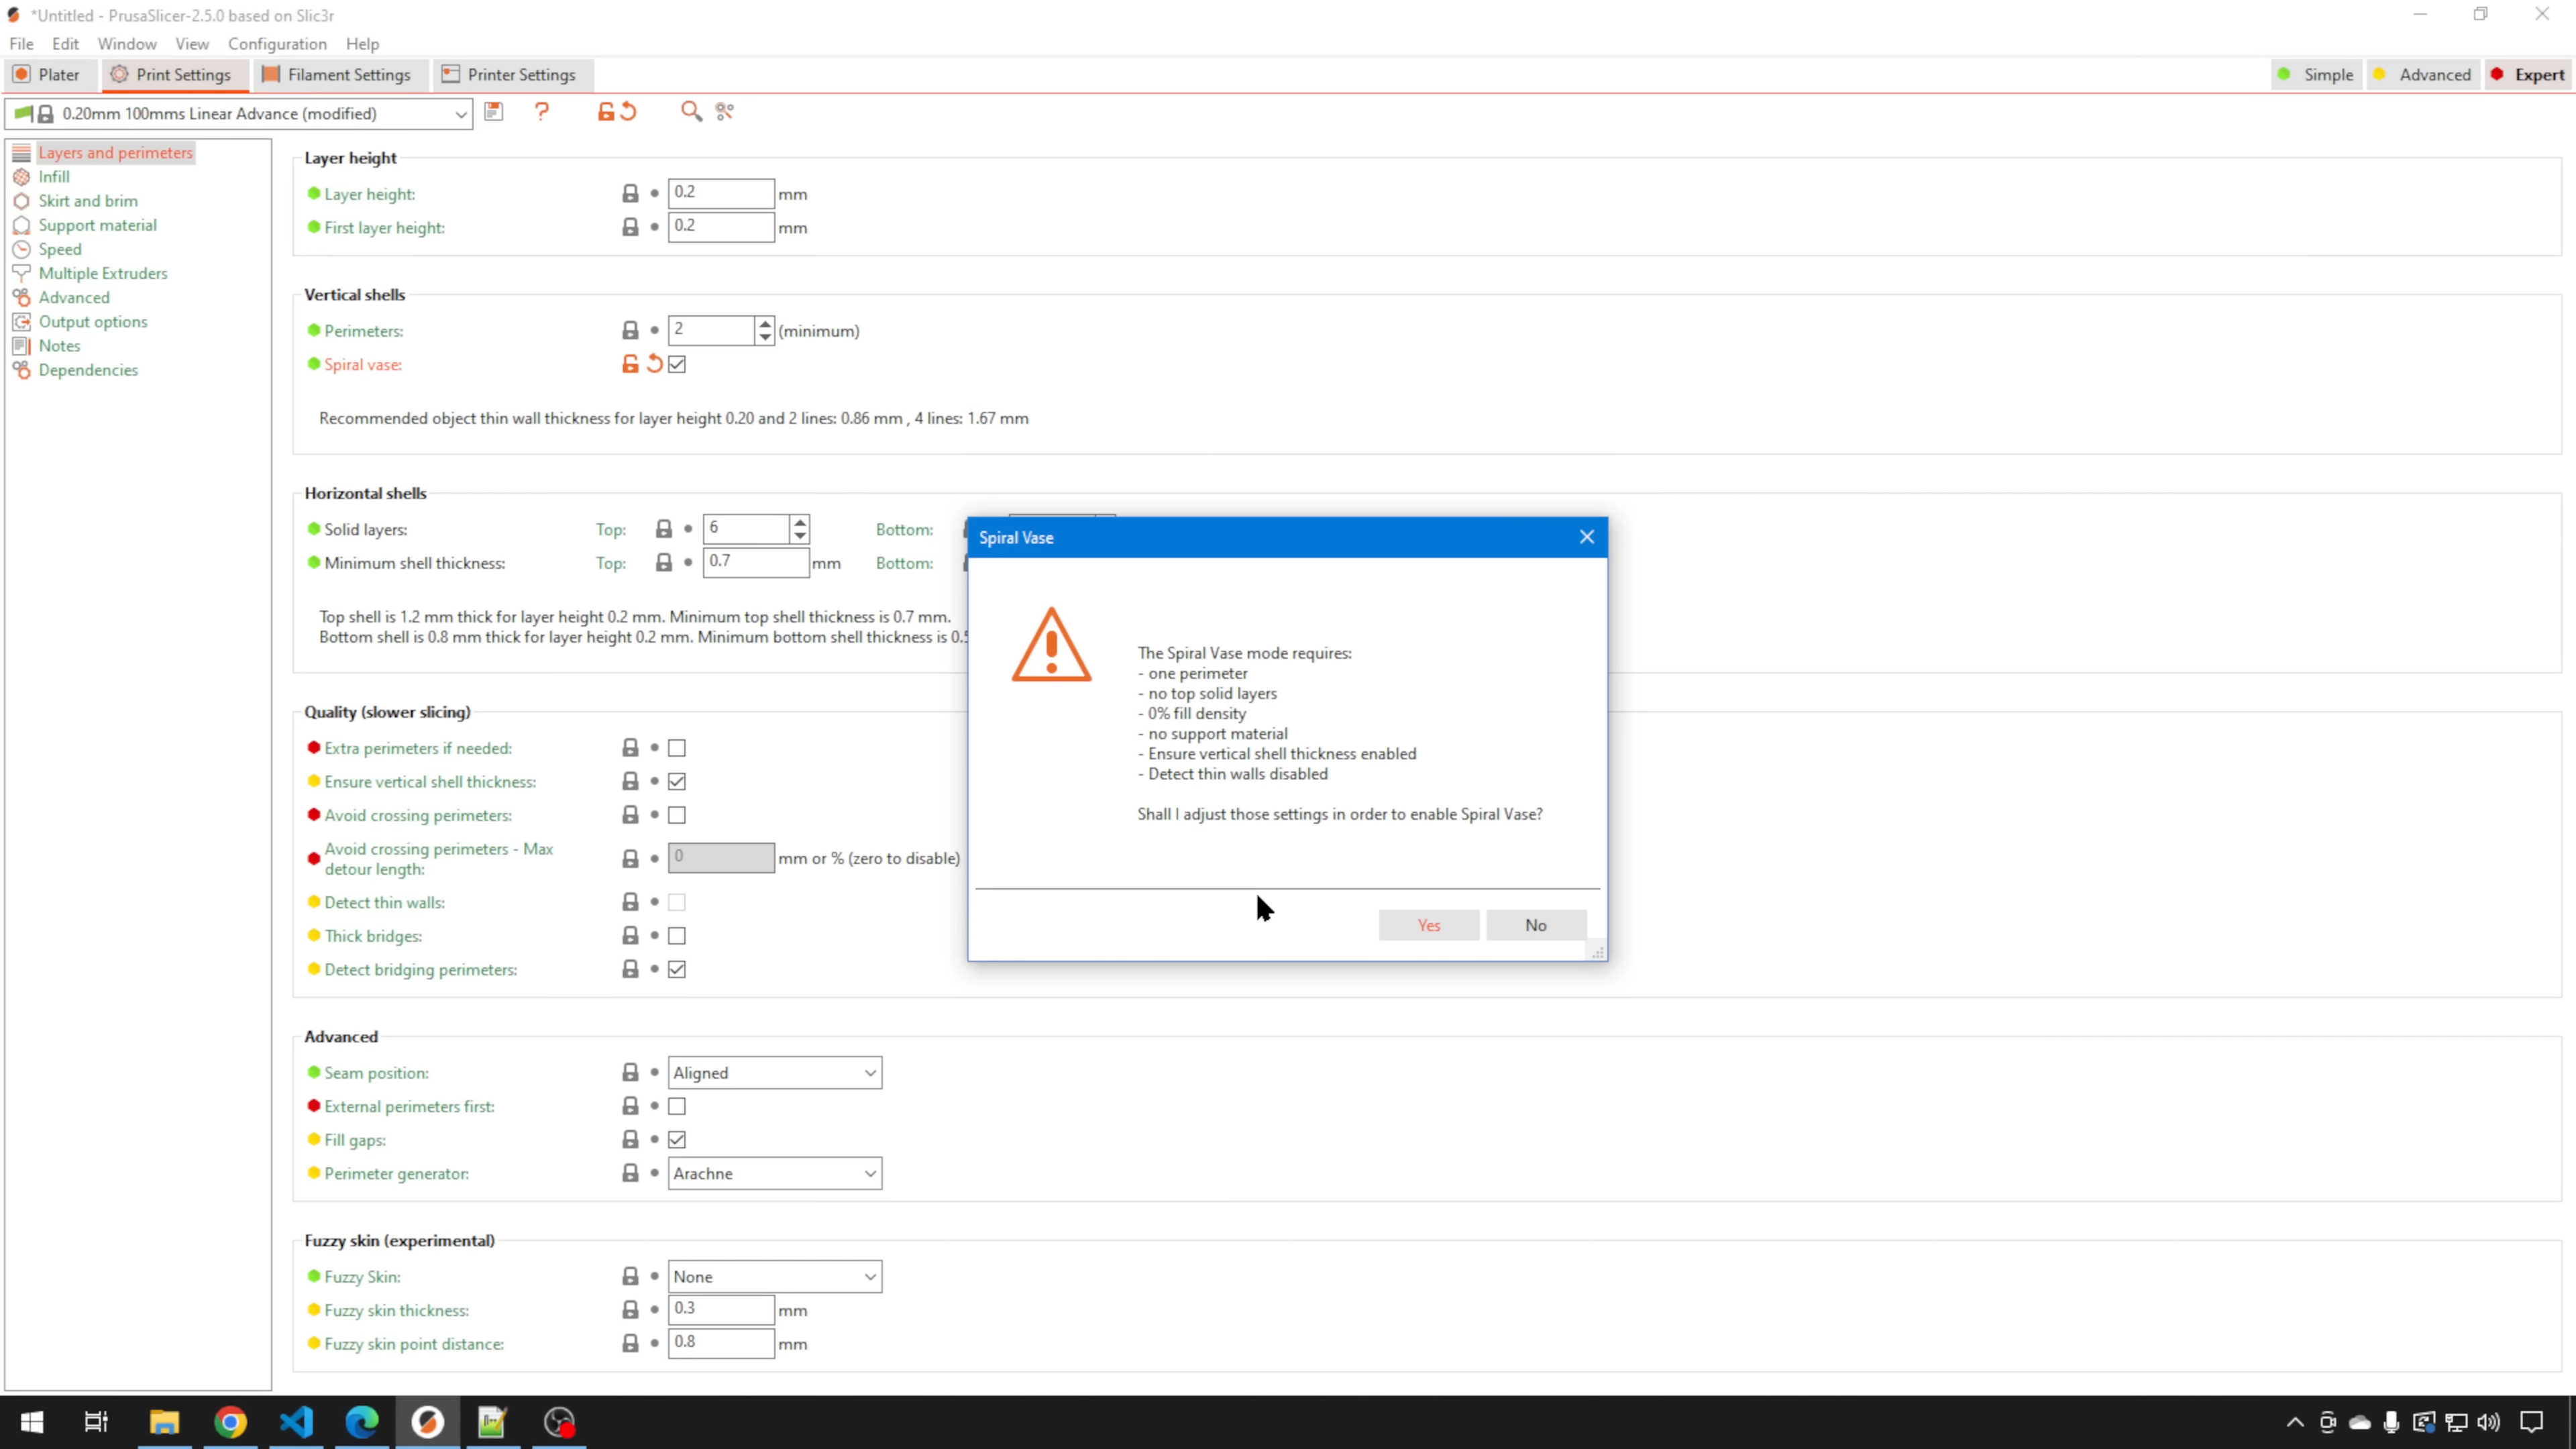 *Untitled - PrusaSlicer-2.5.0 based on Slic3r
File Edit Window View Configuration Help
Plater Print Settings Filament Settings Printer Settings Simple Advanced Expert
0.20mm 100mms Linear Advance (modified)
Layers and perimeters
Infill
Skirt and brim
Support material
Speed
Multiple Extruders
Advanced
Output options
Notes
Dependencies
Layer height
Layer height: 0.2 mm
First layer height: 0.2 mm
Vertical shells
Perimeters: 2 (minimum)
Spiral vase:
Recommended object thin wall thickness for layer height 0.20 and 2 lines: 0.86 mm , 4 lines: 1.67 mm
Horizontal shells
Solid layers: Top: 6 Bottom:
Minimum shell thickness: Top: 0.7 mm Bottom:
Top shell is 1.2 mm thick for layer height 0.2 mm. Minimum top shell thickness is 0.7 mm.
Bottom shell is 0.8 mm thick for layer height 0.2 mm. Minimum bottom shell thickness is 0.5
Quality (slower slicing)
Extra perimeters if needed:
Ensure vertical shell thickness:
Avoid crossing perimeters:
Avoid crossing perimeters - Max
detour length: 0 mm or % (zero to disable)
Detect thin walls:
Thick bridges:
Detect bridging perimeters:
Advanced
Seam position: Aligned
External perimeters first:
Fill gaps:
Perimeter generator: Arachne
Fuzzy skin (experimental)
Fuzzy Skin: None
Fuzzy skin thickness: 0.3 mm
Fuzzy skin point distance: 0.8 mm
Spiral Vase
The Spiral Vase mode requires:
- one perimeter
- no top solid layers
- 0% fill density
- no support material
- Ensure vertical shell thickness enabled
- Detect thin walls disabled
Shall I adjust those settings in order to enable Spiral Vase?
Yes No